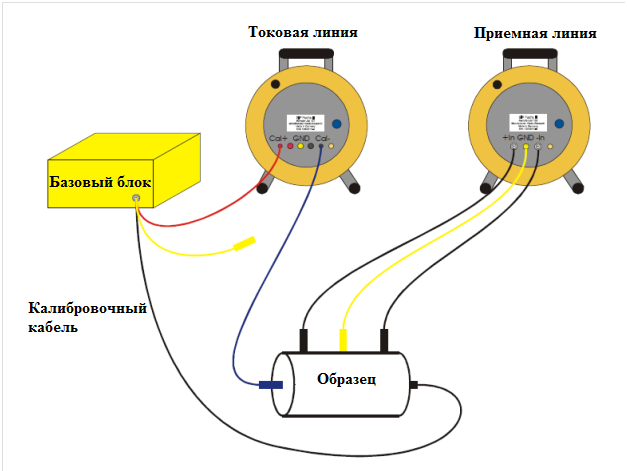 Токовая линия
Приемная линия
Cal+ GND Cal-
+In GND -In
Базовый блок
Калибровочный
кабель
Образец